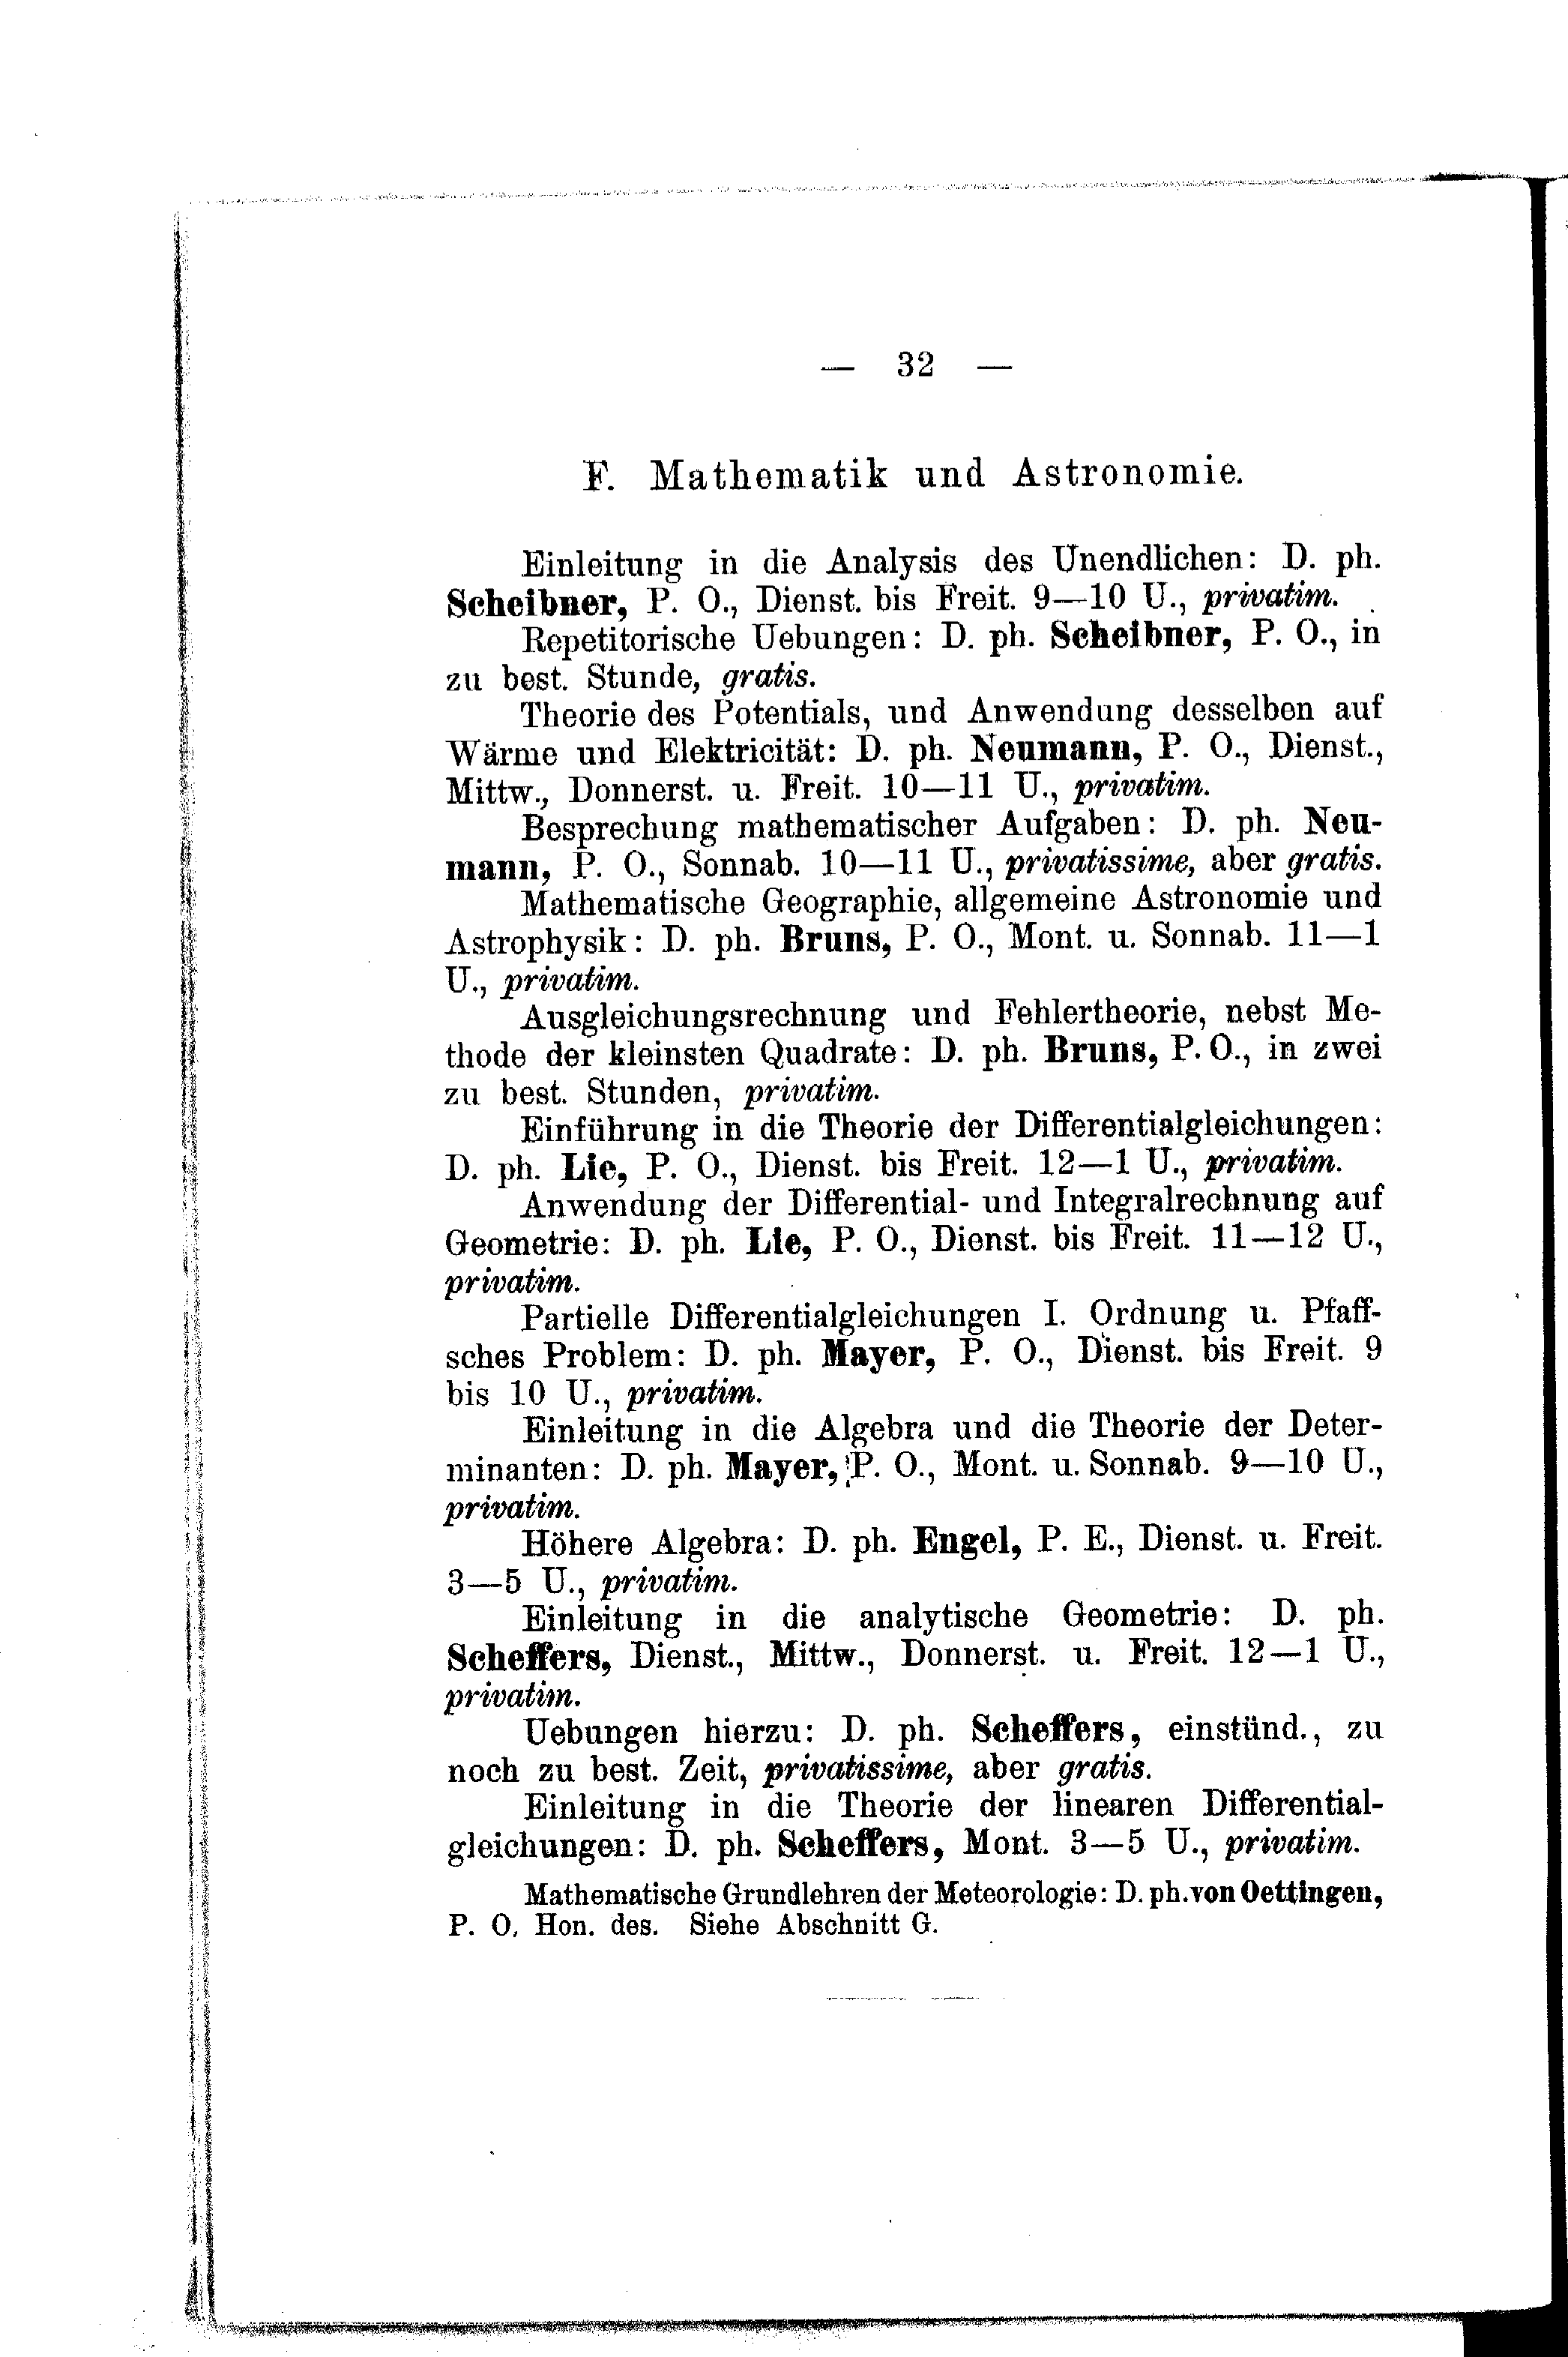 — 32 —
F. Mathematik und Astronomie.
Einleitung in die Analysis des Unendlichen: D. ph.
Scheibner, P. O., Dienst. bis Freit. 9—10 U., privatim.
Repetitorische Uebungen: D. ph. Scheibner, P. O., in
zu best. Stunde, gratis.
Theorie des Potentials, und Anwendung desselben auf
Wärme und Elektricität: D. ph. Neumann, P. O., Dienst.,
Mittw., Donnerst. u. Freit. 10—11 U., privatim.
Besprechung mathematischer Aufgaben: D. ph. Neu-
mann, P. O., Sonnab. 10—11 U., privatissime, aber gratis.
Mathematische Geographie, allgemeine Astronomie und
Astrophysik: D. ph. Bruns, P. O., Mont. u. Sonnab. 11—1
U., privatim.
Ausgleichungsrechnung und Fehlertheorie, nebst Me-
thode der kleinsten Quadrate: D. ph. Bruns, P. O., in zwei
zu best. Stunden, privatim.
Einführung in die Theorie der Differentialgleichungen:
D. ph. Lie, P. O., Dienst. bis Freit. 12—1 U., privatim.
Anwendung der Differential- und Integralrechnung auf
Geometrie: D. ph. Lie, P. O., Dienst. bis Freit. 11—12 U.,
privatim.
Partielle Differentialgleichungen I. Ordnung u. Pfaff-
sches Problem: D. ph. Mayer, P. O., Dienst. bis Freit. 9
bis 10 U., privatim.
Einleitung in die Algebra und die Theorie der Deter-
minanten: D. ph. Mayer, P. O., Mont. u. Sonnab. 9—10 U.,
privatim.
Höhere Algebra: D. ph. Engel, P. E., Dienst. u. Freit.
3—5 U., privatim.
Einleitung in die analytische Geometrie: D. ph.
Scheffers, Dienst., Mittw., Donnerst. u. Freit. 12—1 U.,
privatim.
Uebungen hierzu: D. ph. Scheffers, einstünd., zu
noch zu best. Zeit, privatissime, aber gratis.
Einleitung in die Theorie der linearen Differential-
gleichungen: D. ph. Scheffers, Mont. 3—5 U., privatim.
Mathematische Grundlehren der Meteorologie: D. ph. von Oettingen,
P. O. Hon. des. Siehe Abschnitt G.